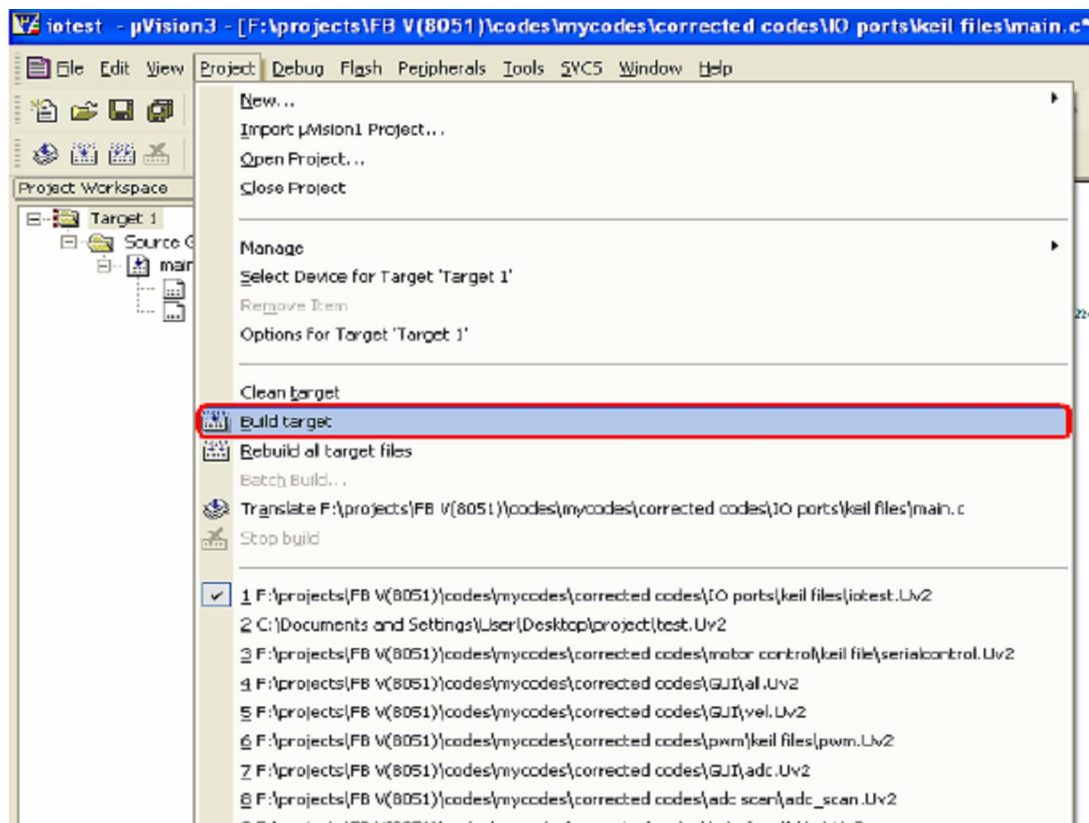 iotest - µVision3 - [F:\projects\FB V(8051)\codes\mycodes\corrected codes\IO ports\keil files\main.c*
File Edit View Project Debug Flash Peripherals Tools SVCS Window Help
New...
Import µVision1 Project...
Open Project...
Close Project
Project Workspace
Target 1
Source G
main
Manage
Select Device for Target 'Target 1'
Remove Item
Options for Target 'Target 1'
Clean target
Build target
Rebuild all target files
Batch Build...
Translate F:\projects\FB V(8051)\codes\mycodes\corrected codes\IO ports\keil files\main.c
Stop build
1 F:\projects\FB V(8051)\codes\mycodes\corrected codes\IO ports\keil files\iotest.Uv2
2 C:\Documents and Settings\User\Desktop\project\test.Uv2
3 F:\projects\FB V(8051)\codes\mycodes\corrected codes\motor control\keil file\serialcontrol.Uv2
4 F:\projects\FB V(8051)\codes\mycodes\corrected codes\GUI\all.Uv2
5 F:\projects\FB V(8051)\codes\mycodes\corrected codes\GUI\vel.Uv2
6 F:\projects\FB V(8051)\codes\mycodes\corrected codes\pwm\keil files\pwm.Uv2
7 F:\projects\FB V(8051)\codes\mycodes\corrected codes\GUI\adc.Uv2
8 F:\projects\FB V(8051)\codes\mycodes\corrected codes\adc scan\adc_scan.Uv2